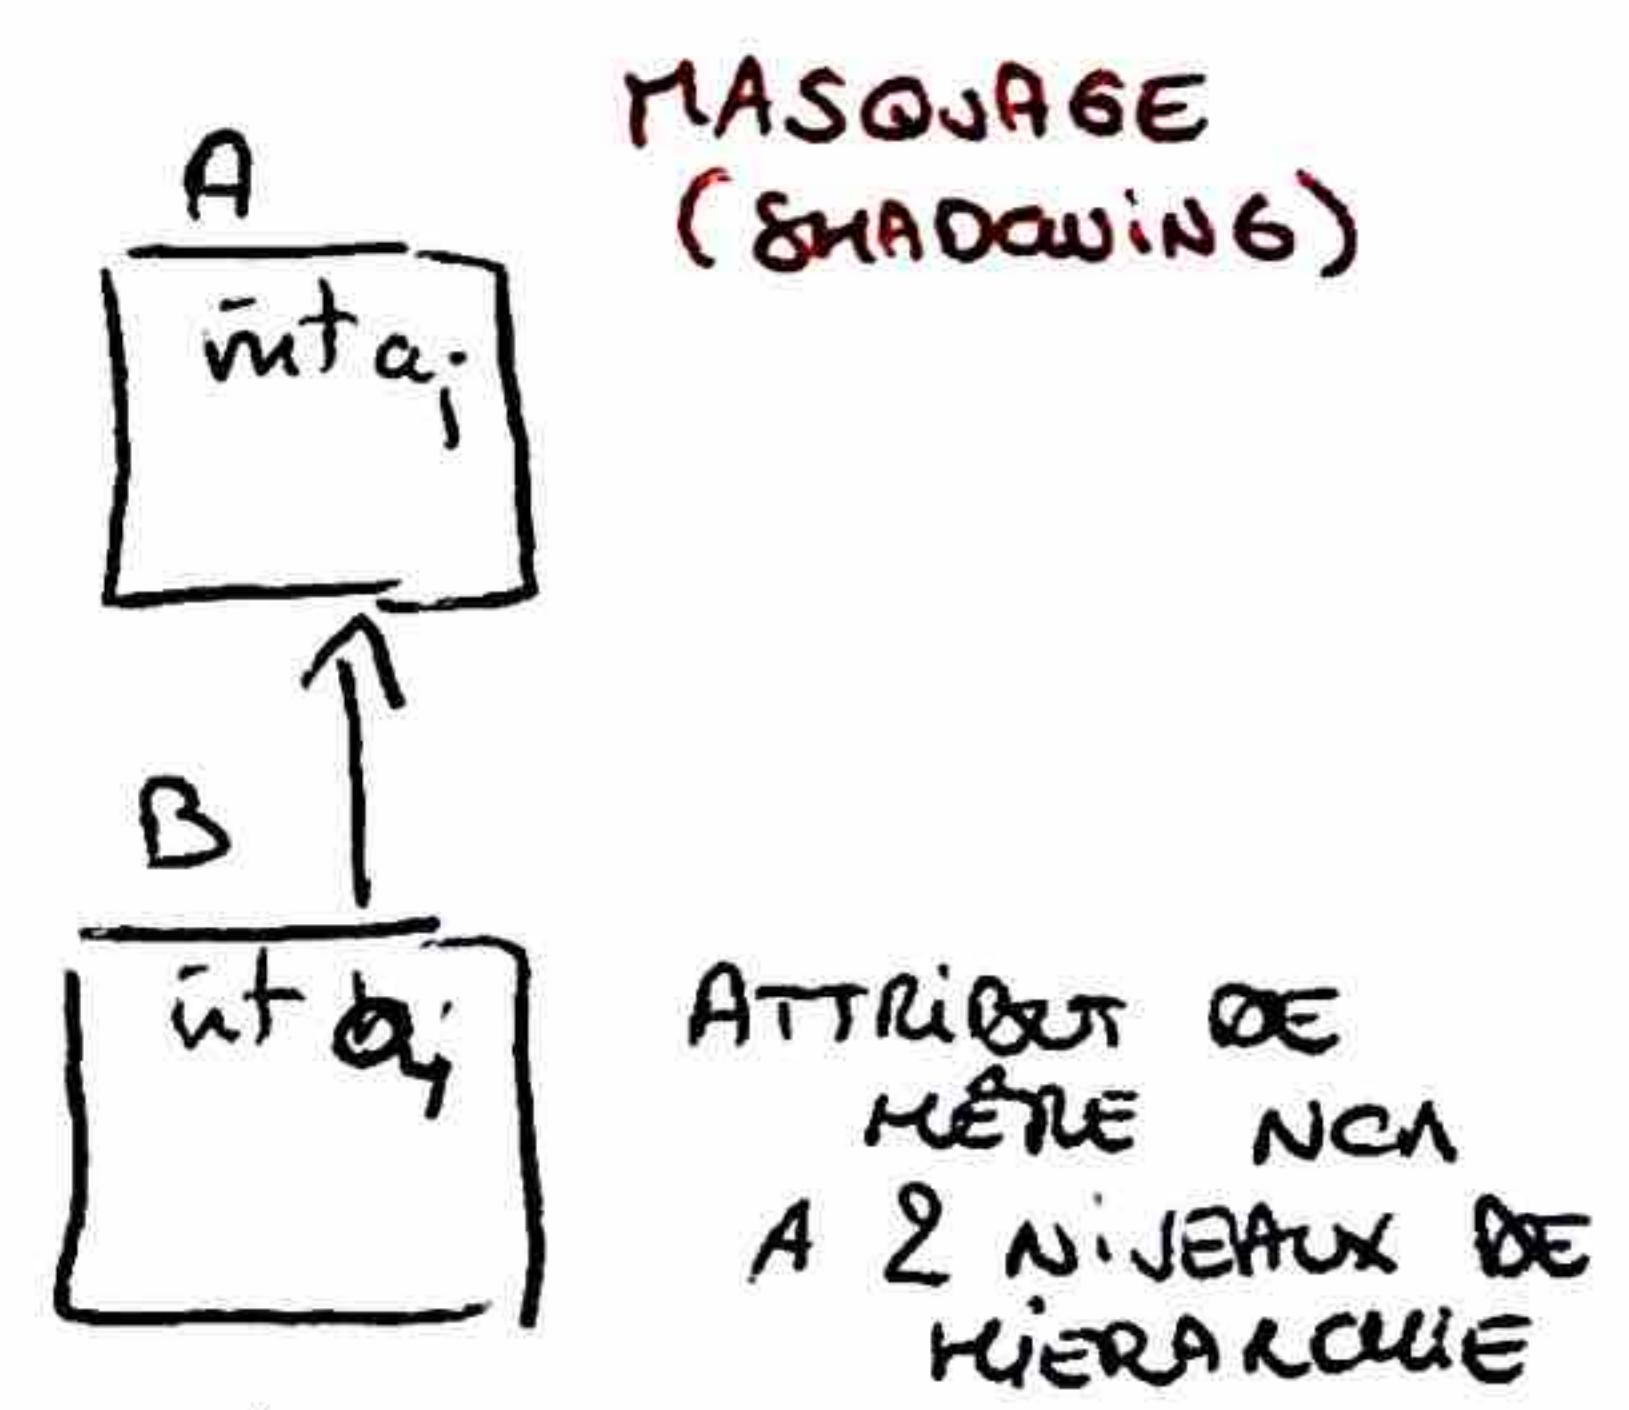 MASQUAGE
(SHADOWING)
A
int a;
B
int a;
ATTRIBUT DE
MÊME NOM
A 2 NIVEAUX DE
HIERARCHIE